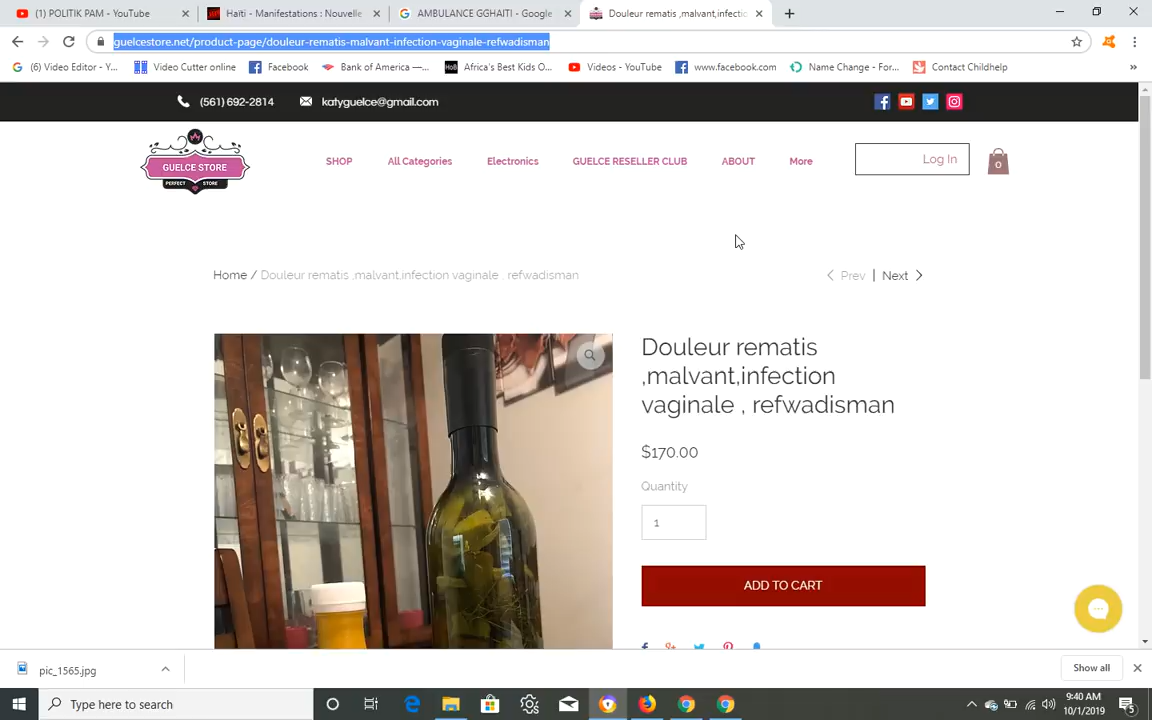 (1) POLITIK PAM - YouTube
Haïti - Manifestations : Nouvelle
AMBULANCE GGHAITI - Google
Douleur rematis ,malvant,infectic
guelcestore.net/product-page/douleur-rematis-malvant-infection-vaginale-refwadisman
(6) Video Editor - Y...
Video Cutter online
Facebook
Bank of America —...
Africa's Best Kids O...
Videos - YouTube
www.facebook.com
Name Change - For...
Contact Childhelp
(561) 692-2814
katyguelce@gmail.com
GUELCE STORE
PERFECT STORE
SHOP
All Categories
Electronics
GUELCE RESELLER CLUB
ABOUT
More
Log In
0
Home / Douleur rematis ,malvant,infection vaginale , refwadisman
Prev | Next
Douleur rematis
,malvant,infection
vaginale , refwadisman
$170.00
Quantity
1
ADD TO CART
pic_1565.jpg
Show all
Type here to search
9:40 AM
10/1/2019
5